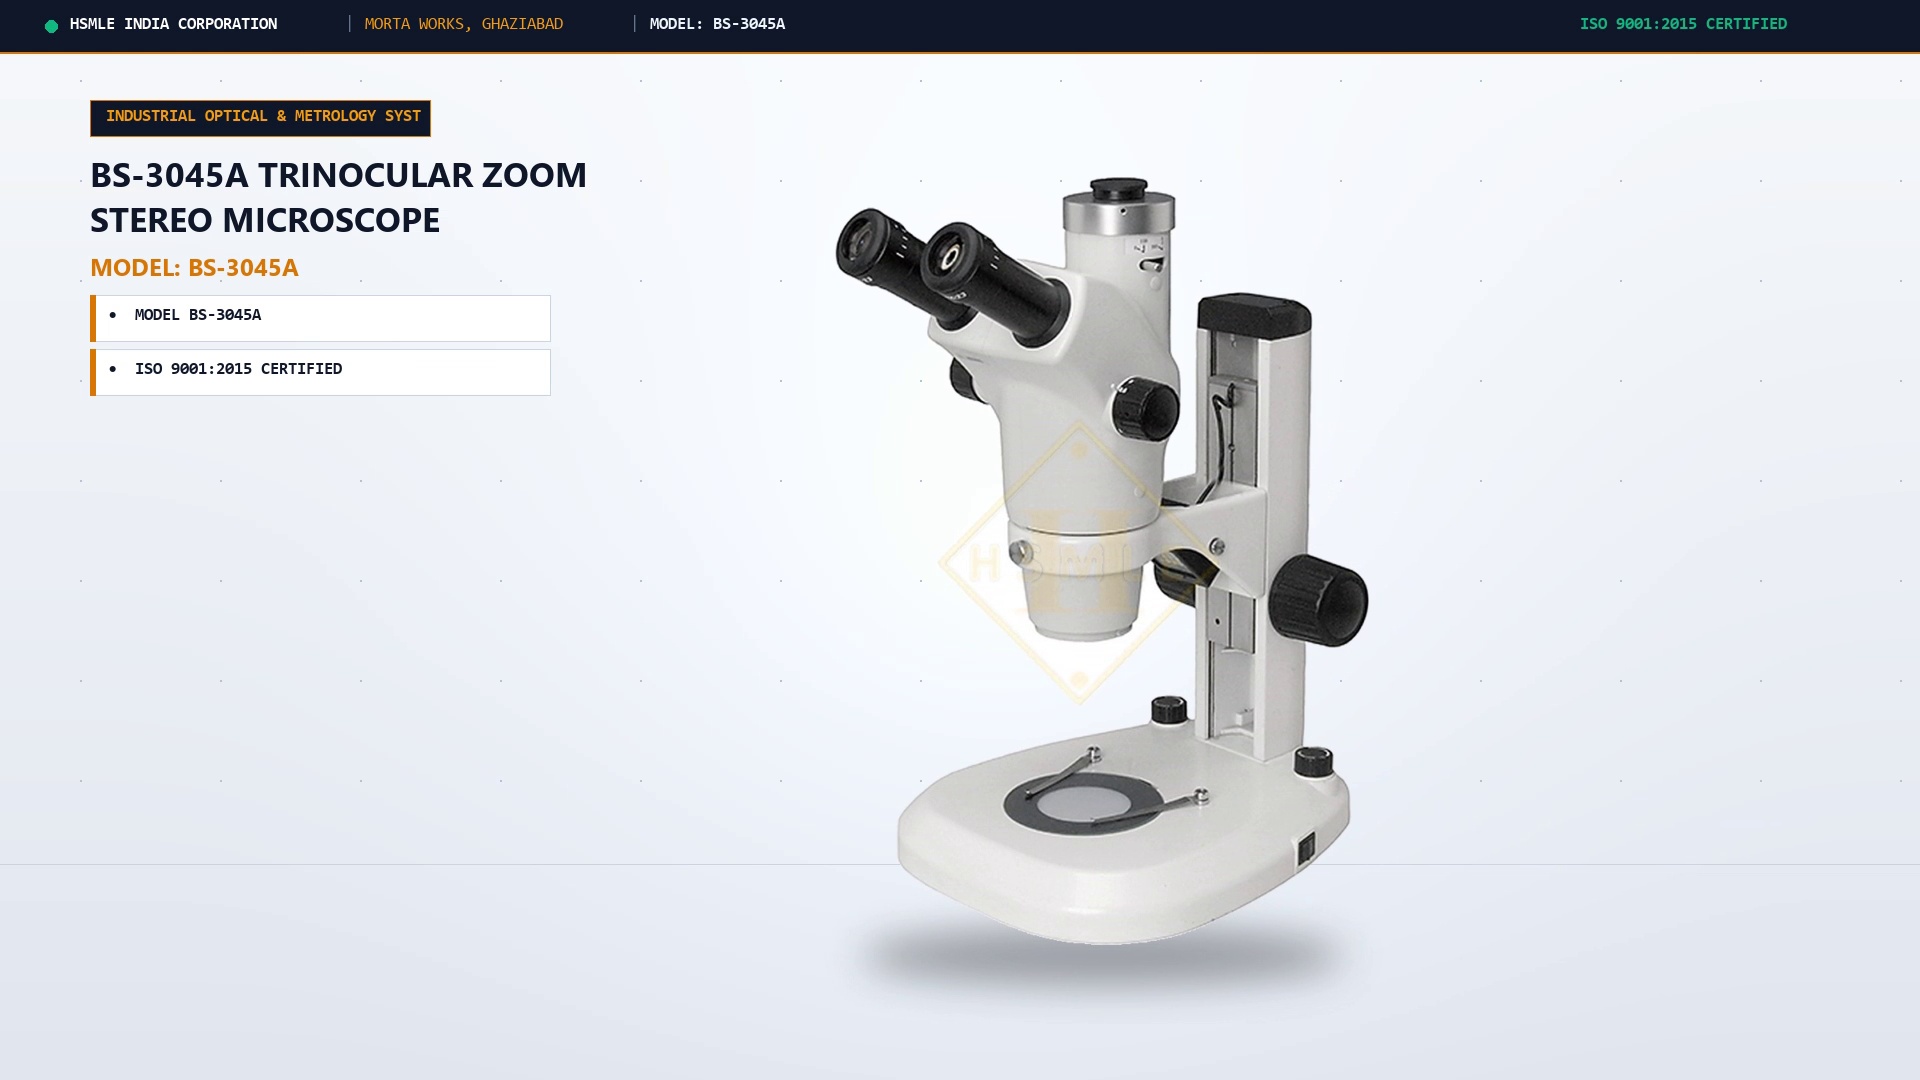 HSMLE INDIA CORPORATION
MORTA WORKS, GHAZIABAD
MODEL: BS-3045A
ISO 9001:2015 CERTIFIED
INDUSTRIAL OPTICAL & METROLOGY SYST
BS-3045A TRINOCULAR ZOOM
STEREO MICROSCOPE
MODEL: BS-3045A
• MODEL BS-3045A
• ISO 9001:2015 CERTIFIED
H
HSMLE